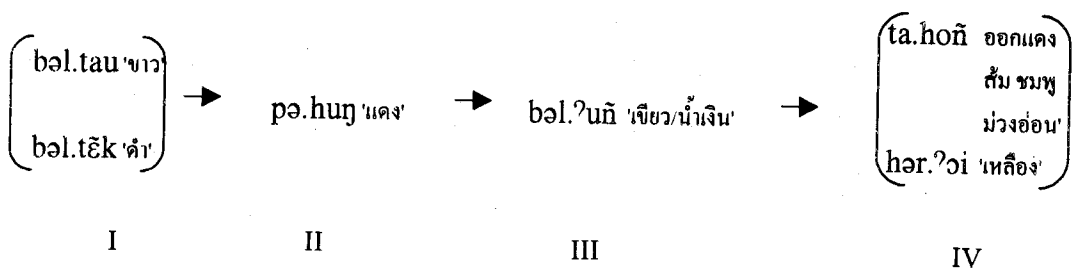 bəl.tau 'ขาว'
bəl.tɛ̃k 'ดำ'
pə.huŋ 'แดง'
bəl.ˀuñ 'เขียว/น้ำเงิน'
ta.hoñ ออกแดง
ส้ม ชมพู
ม่วงอ่อน'
hər.ˀɔi 'เหลือง'
I
II
III
IV